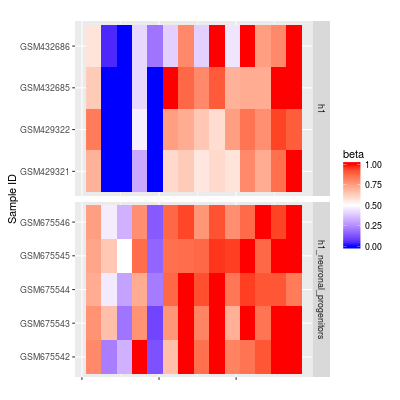 Sample ID
GSM432686
GSM432685
GSM429322
GSM429321
h1
GSM675546
GSM675545
GSM675544
GSM675543
GSM675542
h1_neuronal_progenitors
beta
1.00
0.75
0.50
0.25
0.00